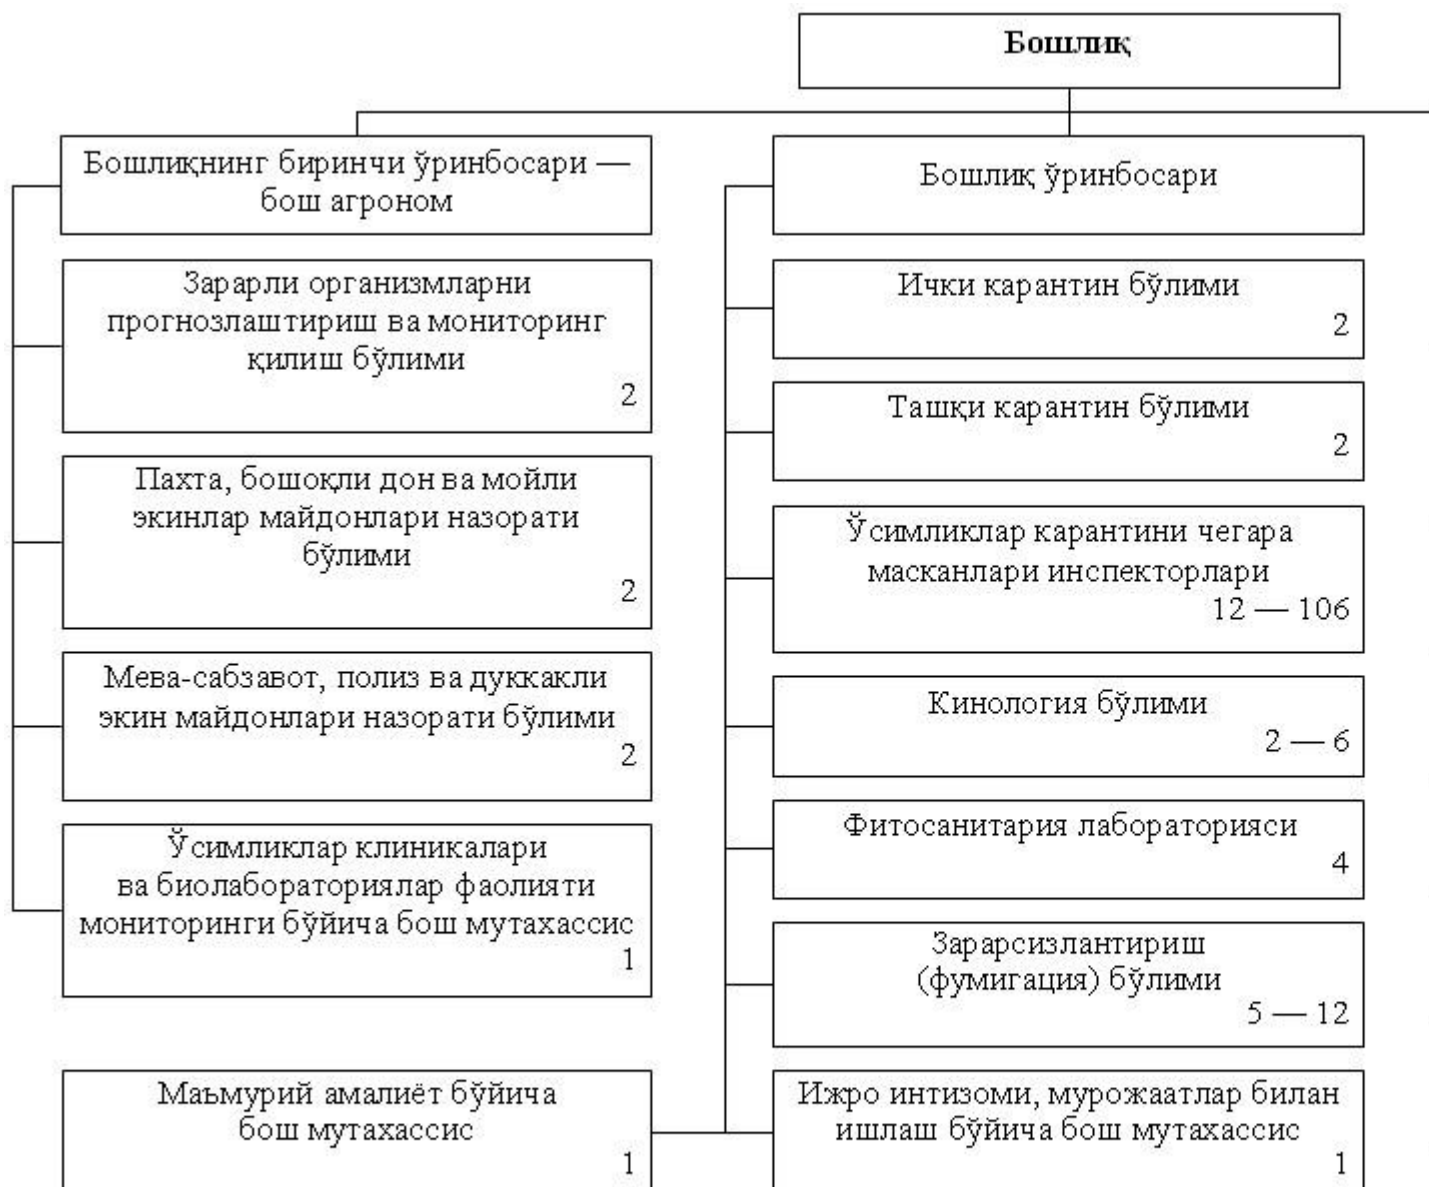 Бошлиқ
Бошлиқнинг биринчи ўринбосари —
бош агроном
Зарарли организмларни
прогнозлаштириш ва мониторинг
қилиш бўлими
2
Пахта, бошоқли дон ва мойли
экинлар майдонлари назорати
бўлими
2
Мева-сабзавот, полиз ва дуккакли
экин майдонлари назорати бўлими
2
Ўсимликлар клиникалари
ва биолабораториялар фаолияти
мониторинги бўйича бош мутахассис
1
Маъмурий амалиёт бўйича
бош мутахассис
1
Бошлиқ ўринбосари
Ички карантин бўлими
2
Ташқи карантин бўлими
2
Ўсимликлар карантини чегара
масканлари инспекторлари
12 — 106
Кинология бўлими
2 — 6
Фитосанитария лабораторияси
4
Зарарсизлантириш
(фумигация) бўлими
5 — 12
Ижро интизоми, мурожаатлар билан
ишлаш бўйича бош мутахассис
1